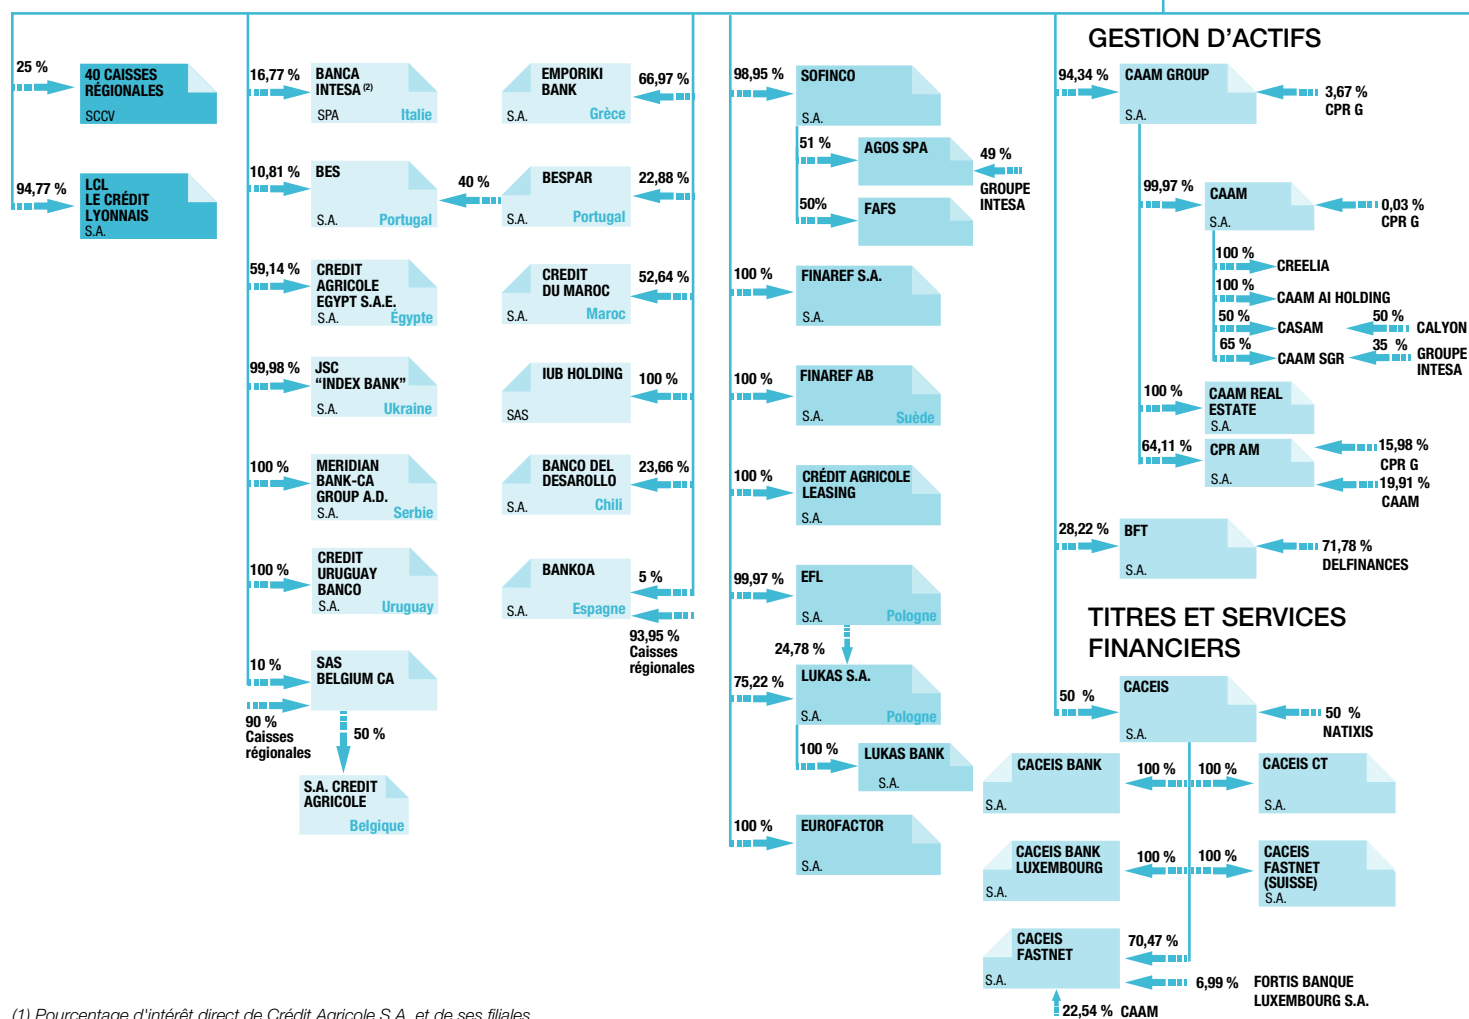 25 %
40 CAISSES
RÉGIONALES
SCCV
94,77 %
LCL
LE CRÉDIT
LYONNAIS
S.A.
16,77 %
BANCA
INTESA (2)
SPA Italie
10,81 %
BES
S.A. Portugal
40 %
59,14 %
CREDIT
AGRICOLE
EGYPT S.A.E.
S.A. Égypte
99,98 %
JSC
“INDEX BANK”
S.A. Ukraine
100 %
MERIDIAN
BANK-CA
GROUP A.D.
S.A. Serbie
100 %
CREDIT
URUGUAY
BANCO
S.A. Uruguay
10 %
SAS
BELGIUM CA
90 %
Caisses
régionales
50 %
S.A. CREDIT
AGRICOLE
Belgique
EMPORIKI
BANK
S.A. Grèce
66,97 %
BESPAR
S.A. Portugal
22,88 %
CREDIT
DU MAROC
S.A. Maroc
52,64 %
IUB HOLDING
SAS
100 %
BANCO DEL
DESAROLLO
S.A. Chili
23,66 %
BANKOA
S.A. Espagne
5 %
93,95 %
Caisses
régionales
98,95 %
SOFINCO
S.A.
51 %
AGOS SPA
49 %
GROUPE
INTESA
50%
FAFS
100 %
FINAREF S.A.
S.A.
100 %
FINAREF AB
S.A. Suède
100 %
CRÉDIT AGRICOLE
LEASING
S.A.
99,97 %
EFL
S.A. Pologne
24,78 %
75,22 %
LUKAS S.A.
S.A. Pologne
100 %
LUKAS BANK
S.A.
100 %
EUROFACTOR
S.A.
GESTION D’ACTIFS
94,34 %
CAAM GROUP
S.A.
3,67 %
CPR G
99,97 %
CAAM
S.A.
0,03 %
CPR G
100 %
CREELIA
100 %
CAAM AI HOLDING
50 %
CASAM
50 %
CALYON
65 %
CAAM SGR
35 %
GROUPE
INTESA
100 %
CAAM REAL
ESTATE
S.A.
64,11 %
CPR AM
S.A.
15,98 %
CPR G
19,91 %
CAAM
28,22 %
BFT
S.A.
71,78 %
DELFINANCES
TITRES ET SERVICES
FINANCIERS
50 %
CACEIS
S.A.
50 %
NATIXIS
CACEIS BANK
S.A.
100 %
100 %
CACEIS CT
S.A.
CACEIS BANK
LUXEMBOURG
S.A.
100 %
100 %
CACEIS
FASTNET
(SUISSE)
S.A.
CACEIS
FASTNET
S.A.
70,47 %
6,99 %
FORTIS BANQUE
LUXEMBOURG S.A.
22,54 % CAAM
(1) Pourcentage d'intérêt direct de Crédit Agricole S.A. et de ses filiales